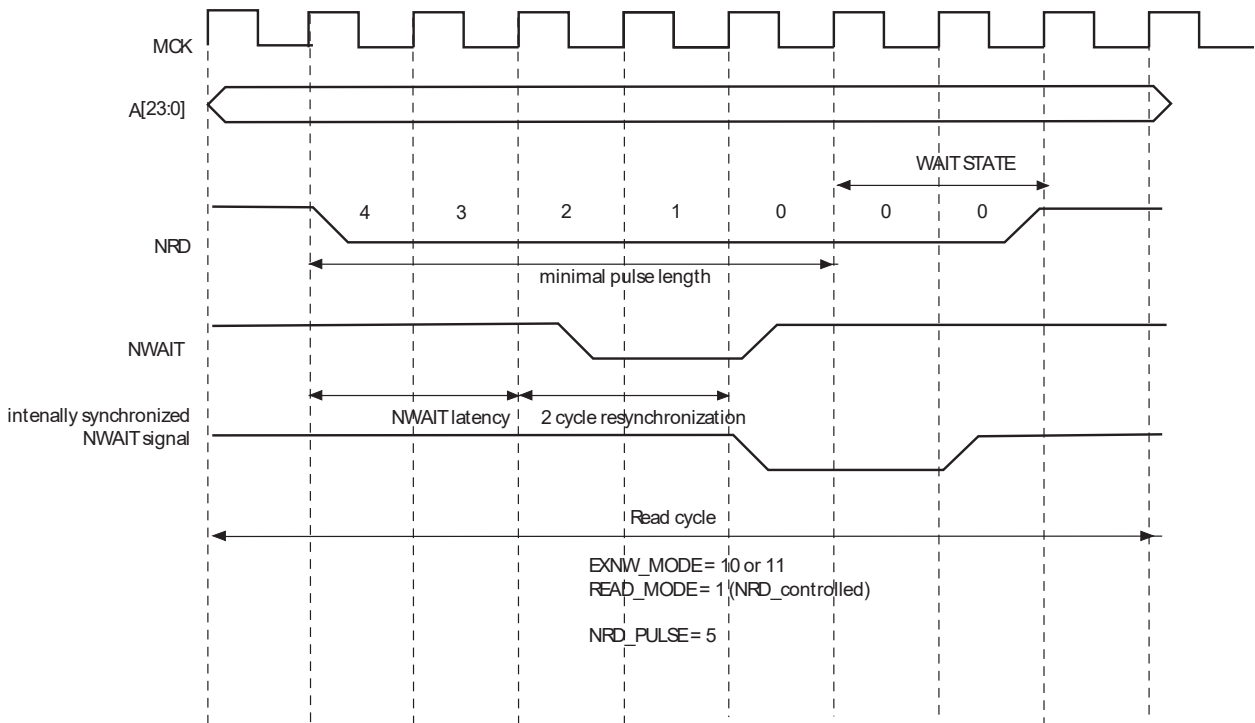 MCK
A[23:0]
WAIT STATE
4 3 2 1 0 0 0
NRD
minimal pulse length
NWAIT
NWAIT latency 2 cycle resynchronization
intenally synchronized
NWAIT signal
Read cycle
EXNW_MODE = 10 or 11
READ_MODE = 1 (NRD_controlled)
NRD_PULSE = 5